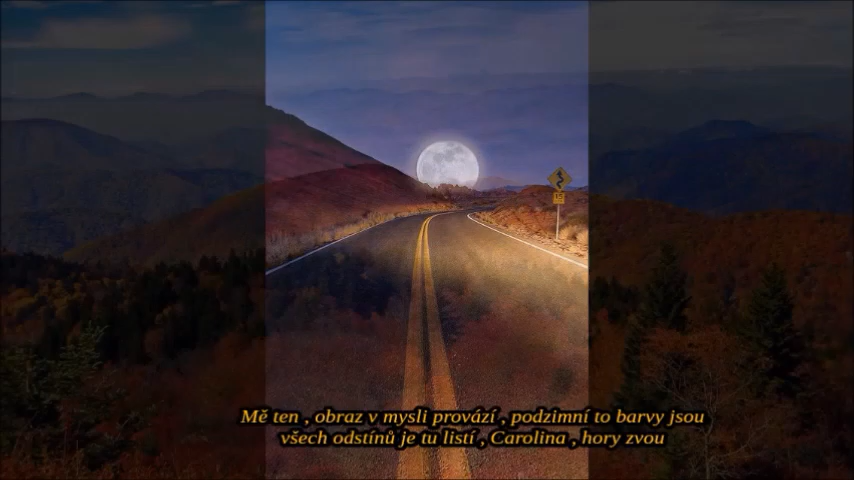 Mě ten , obraz v mysli provází , podzimní to barvy jsou
všech odstínů je tu listí , Carolina , hory zvou